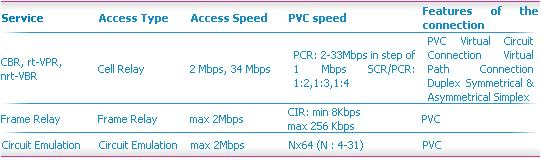 Service Access Type Access Speed PVC speed Features of the connection
CBR, rt-VPR, nrt-VBR
Cell Relay
2 Mbps, 34 Mbps
PCR: 2-33Mbps in step of
1 Mbps SCR/PCR:
1:2,1:3,1:4
PVC Virtual Circuit
Connection Virtual
Path Connection
Duplex Symmetrical &
Asymmetrical Simplex
Frame Relay
Frame Relay
max 2Mbps
CIR: min 8Kbps
max 256 Kbps
PVC
Circuit Emulation
Circuit Emulation
max 2Mbps
Nx64 (N : 4-31)
PVC